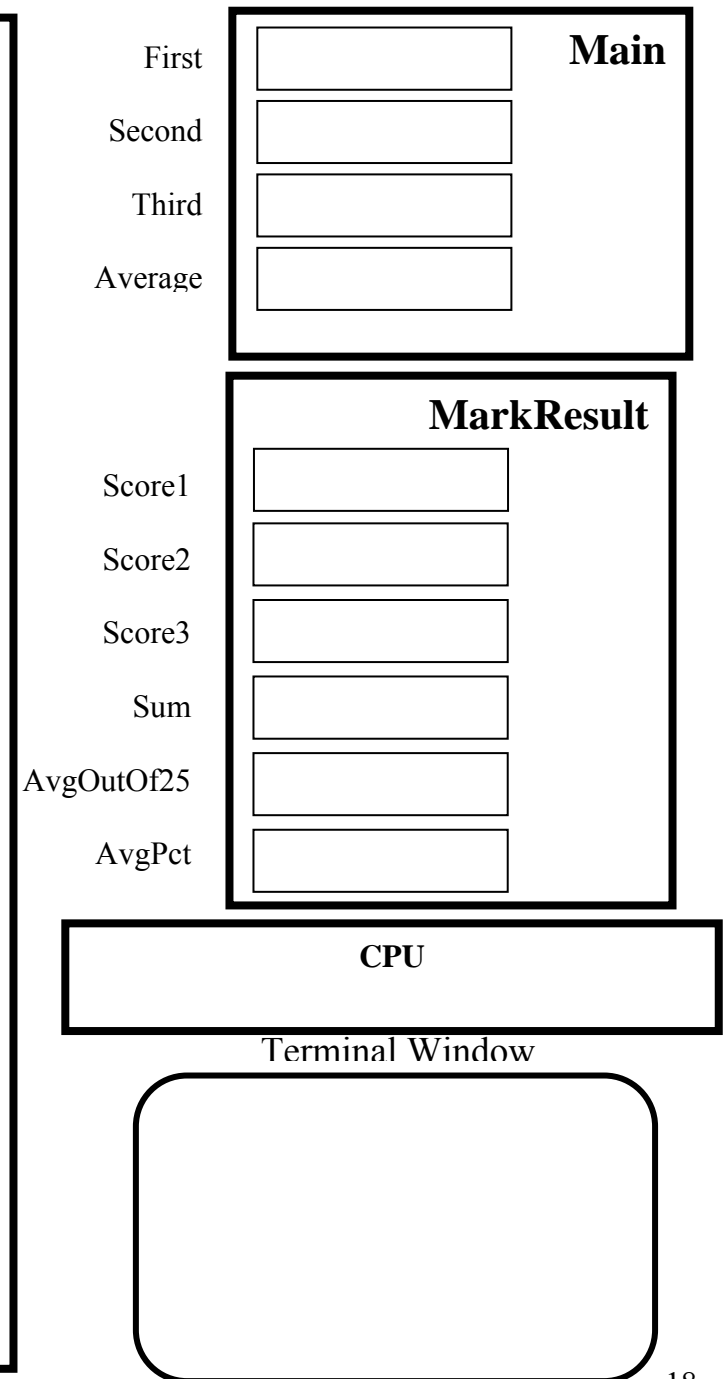 Main
First
Second
Third
Average
MarkResult
Score1
Score2
Score3
Sum
AvgOutOf25
AvgPct
CPU
Terminal Window
18